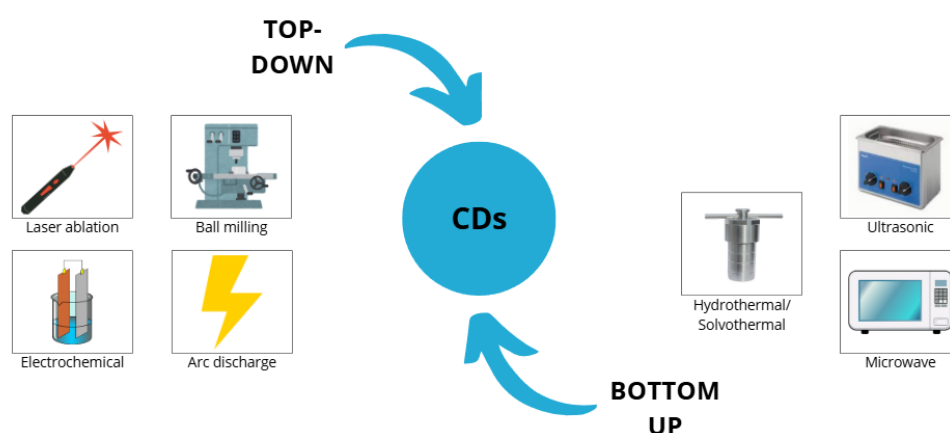 TOP-
DOWN
Laser ablation
Ball milling
Electrochemical
Arc discharge
CDs
Ultrasonic
Hydrothermal/
Solvothermal
Microwave
BOTTOM
UP